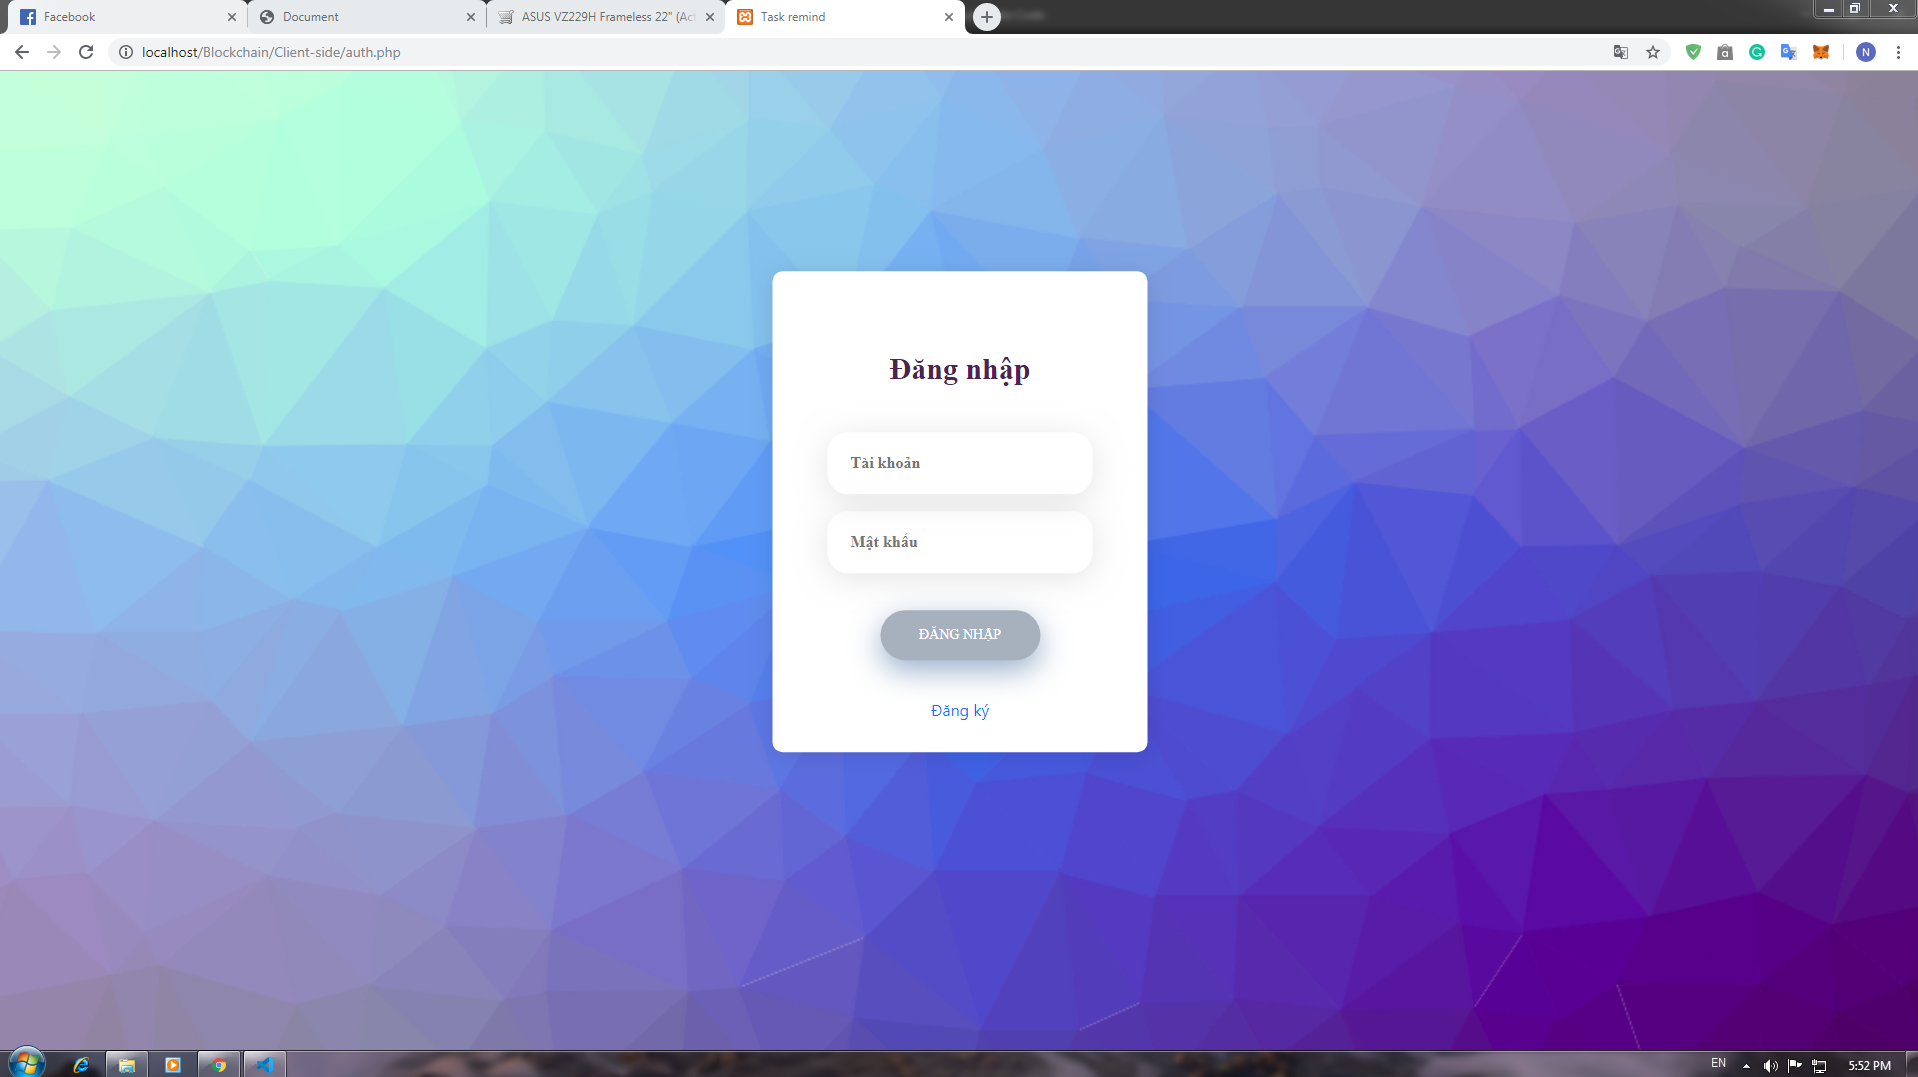 Facebook
Document
ASUS VZ229H Frameless 22" (Act
Task remind
localhost/Blockchain/Client-side/auth.php
N
Đăng nhập
Tài khoản
Mật khẩu
ĐĂNG NHẬP
Đăng ký
EN
5:52 PM